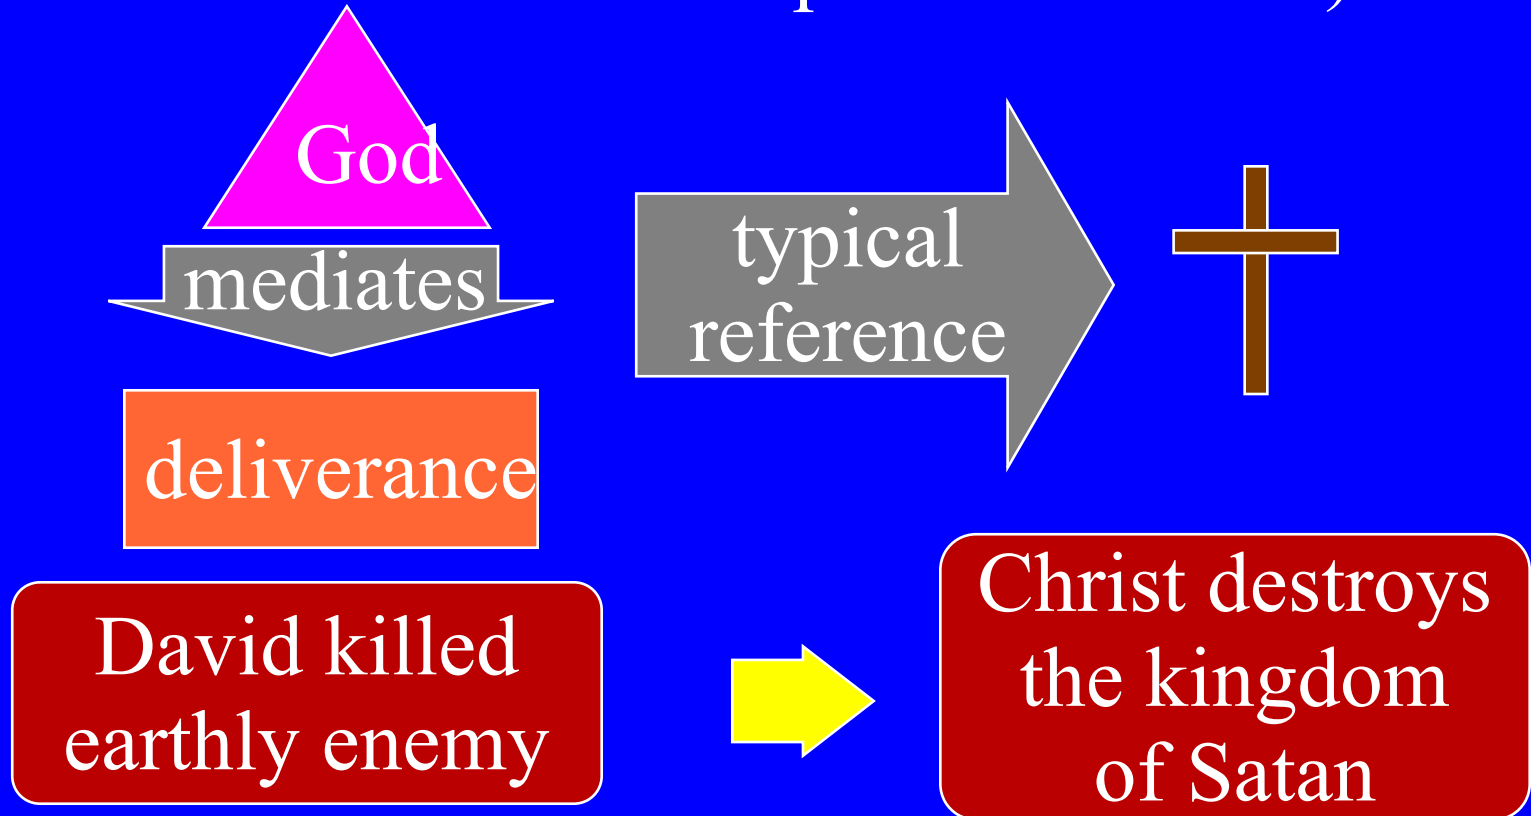 God
mediates
deliverance
typical
reference
David killed
earthly enemy
Christ destroys
the kingdom
of Satan